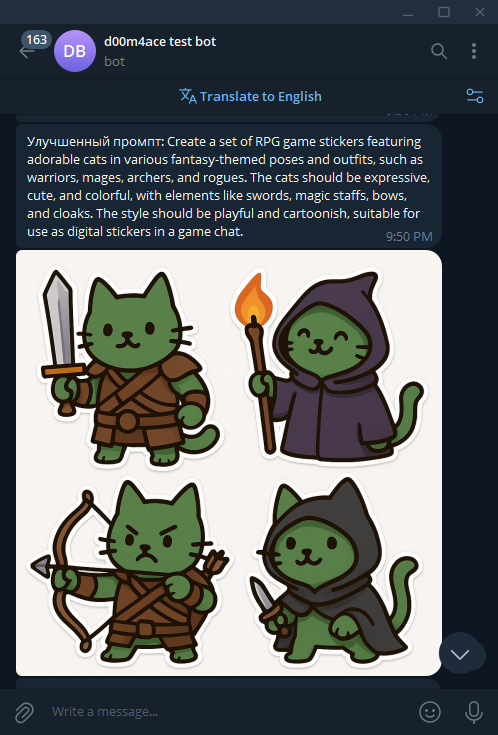 163
DB
d00m4ace test bot
bot
Translate to English
Улучшенный промпт: Create a set of RPG game stickers featuring
adorable cats in various fantasy-themed poses and outfits, such as
warriors, mages, archers, and rogues. The cats should be expressive,
cute, and colorful, with elements like swords, magic staffs, bows,
and cloaks. The style should be playful and cartoonish, suitable for
use as digital stickers in a game chat.
9:50 PM
Write a message...